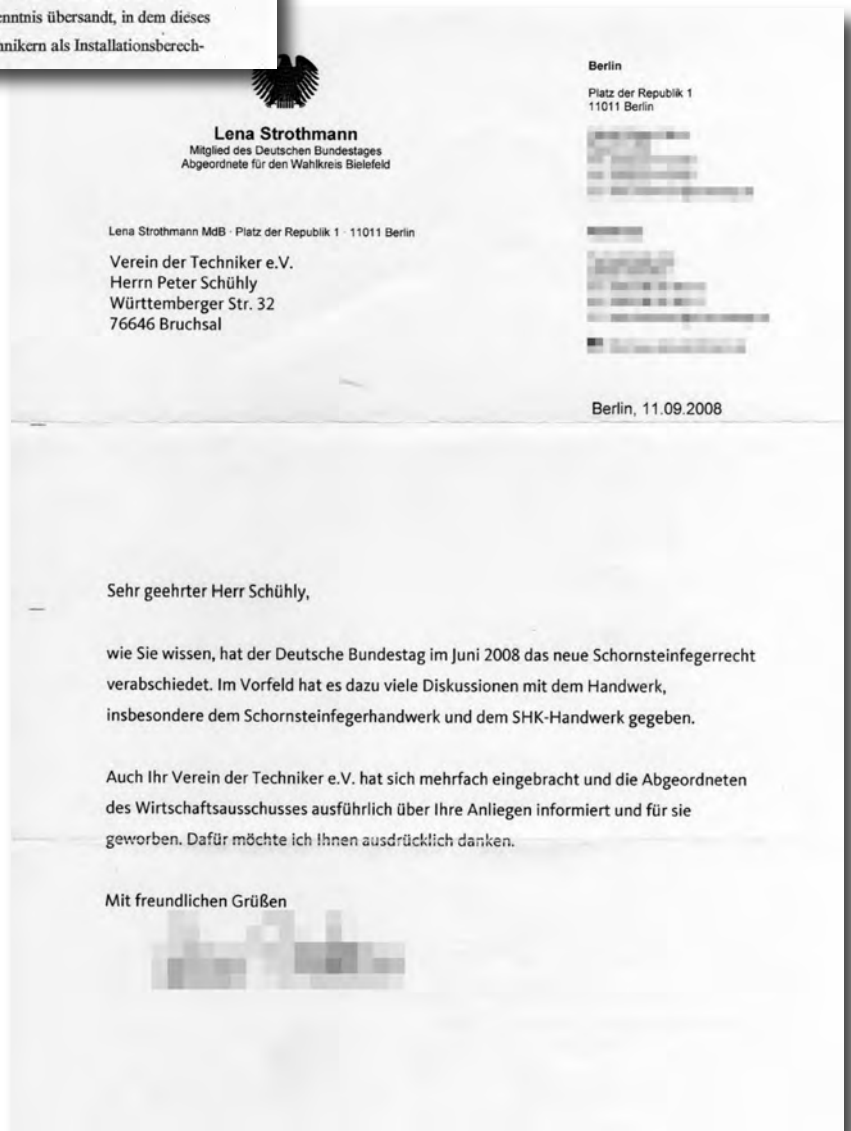 enntnis übersandt, in dem dieses
nikern als Installationsberech-
Lena Strothmann
Mitglied des Deutschen Bundestages
Abgeordnete für den Wahlkreis Bielefeld
Berlin
Platz der Republik 1
11011 Berlin
Lena Strothmann MdB · Platz der Republik 1 · 11011 Berlin
Verein der Techniker e.V.
Herrn Peter Schühly
Württemberger Str. 32
76646 Bruchsal
Berlin, 11.09.2008
Sehr geehrter Herr Schühly,
wie Sie wissen, hat der Deutsche Bundestag im Juni 2008 das neue Schornsteinfegerrecht
verabschiedet. Im Vorfeld hat es dazu viele Diskussionen mit dem Handwerk,
insbesondere dem Schornsteinfegerhandwerk und dem SHK-Handwerk gegeben.
Auch Ihr Verein der Techniker e.V. hat sich mehrfach eingebracht und die Abgeordneten
des Wirtschaftsausschusses ausführlich über Ihre Anliegen informiert und für sie
geworben. Dafür möchte ich Ihnen ausdrücklich danken.
Mit freundlichen Grüßen